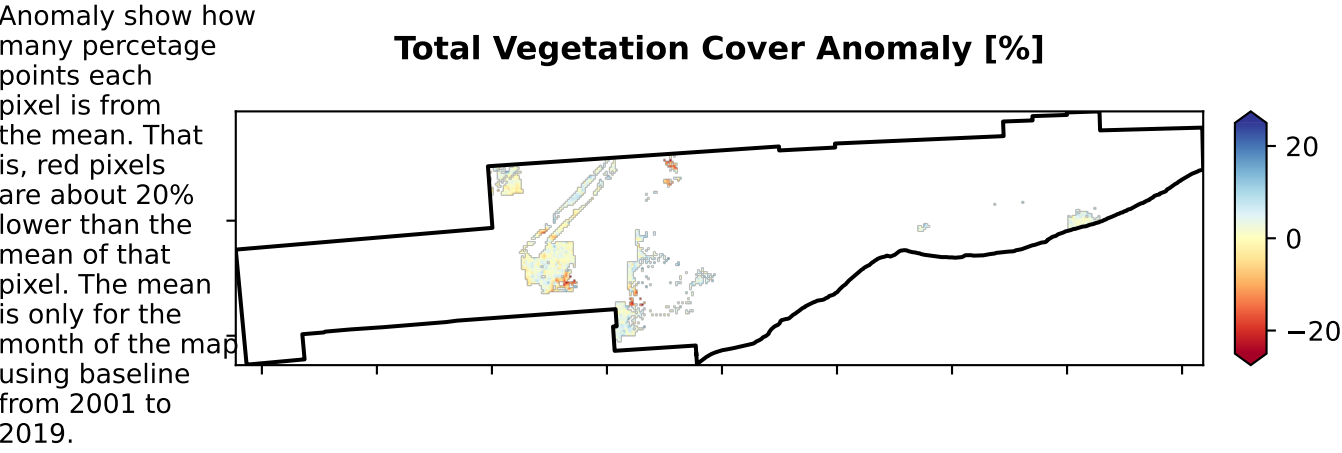 Anomaly show how
many percetage
points each
pixel is from
the mean. That
is, red pixels
are about 20%
lower than the
mean of that
pixel. The mean
is only for the
month of the map
using baseline
from 2001 to
2019.
Total Vegetation Cover Anomaly [%]
20
0
−20